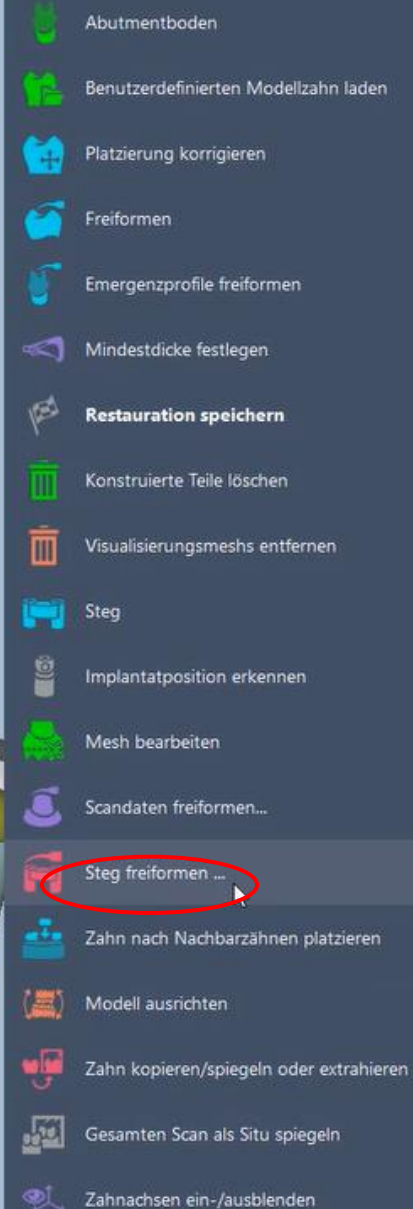 Abutmentboden
Benutzerdefinierten Modellzahn laden
Platzierung korrigieren
Freiformen
Emergenzprofile freiformen
Mindestdicke festlegen
Restauration speichern
Konstruierte Teile löschen
Visualisierungsmeshs entfernen
Steg
Implantatposition erkennen
Mesh bearbeiten
Scandaten freiformen...
Steg freiformen ...
Zahn nach Nachbarzähnen platzieren
Modell ausrichten
Zahn kopieren/spiegeln oder extrahieren
Gesamten Scan als Situ spiegeln
Zahnachsen ein-/ausblenden